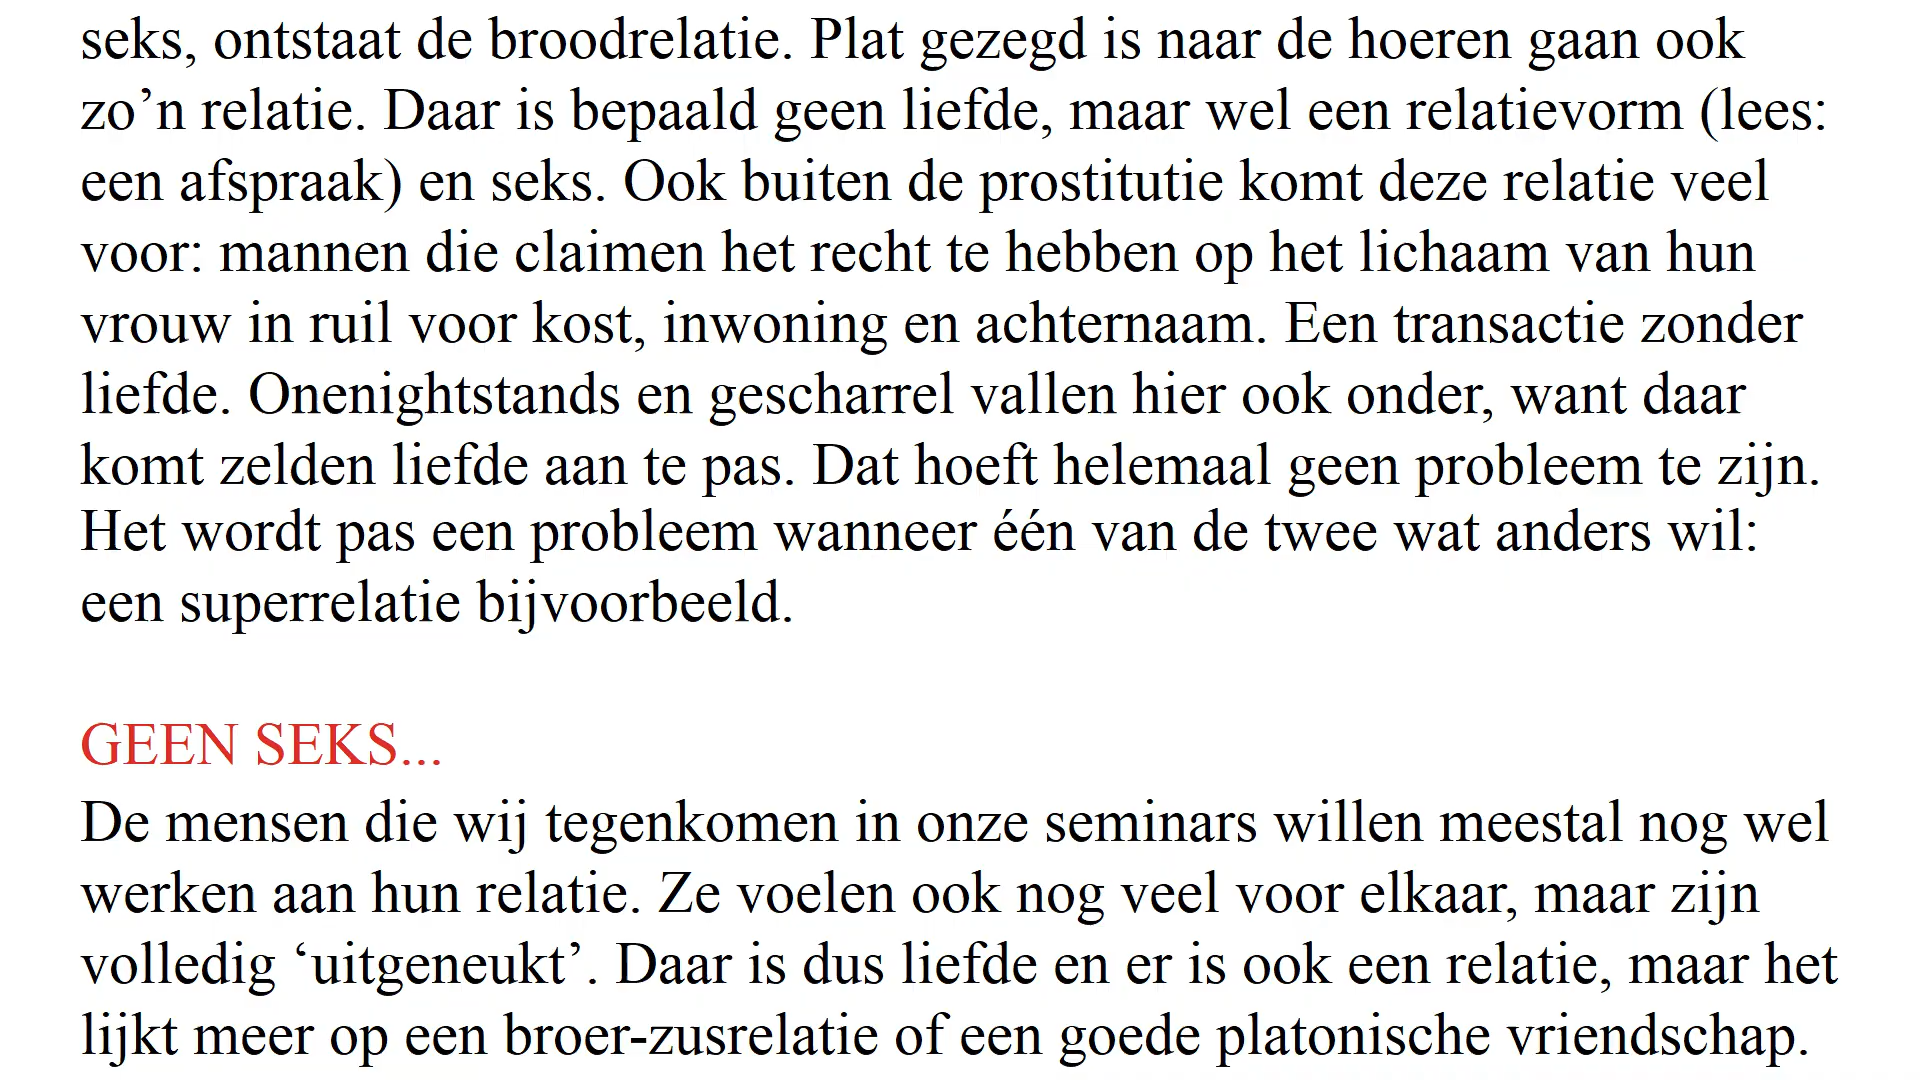 seks, ontstaat de broodrelatie. Plat gezegd is naar de hoeren gaan ook
zo’n relatie. Daar is bepaald geen liefde, maar wel een relatievorm (lees:
een afspraak) en seks. Ook buiten de prostitutie komt deze relatie veel
voor: mannen die claimen het recht te hebben op het lichaam van hun
vrouw in ruil voor kost, inwoning en achternaam. Een transactie zonder
liefde. Onenightstands en gescharrel vallen hier ook onder, want daar
komt zelden liefde aan te pas. Dat hoeft helemaal geen probleem te zijn.
Het wordt pas een probleem wanneer één van de twee wat anders wil:
een superrelatie bijvoorbeeld.
GEEN SEKS...
De mensen die wij tegenkomen in onze seminars willen meestal nog wel
werken aan hun relatie. Ze voelen ook nog veel voor elkaar, maar zijn
volledig ‘uitgeneukt’. Daar is dus liefde en er is ook een relatie, maar het
lijkt meer op een broer-zusrelatie of een goede platonische vriendschap.